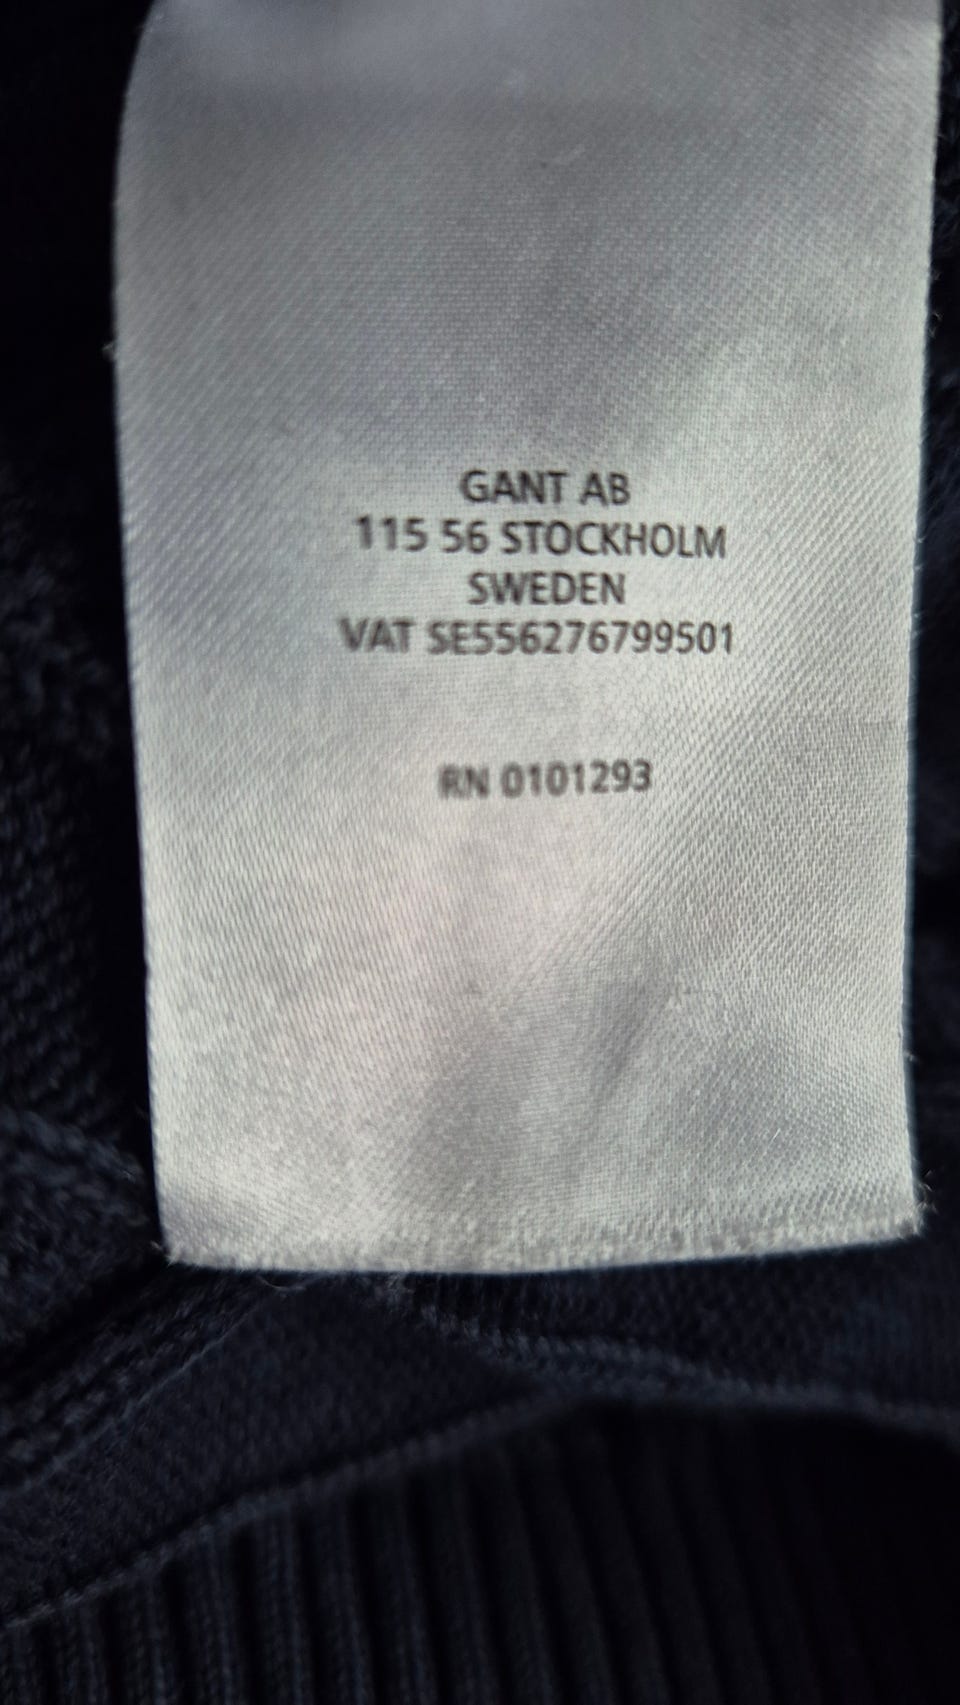 GANT AB
115 56 STOCKHOLM
SWEDEN
VAT SE556276799501
RN 0101293